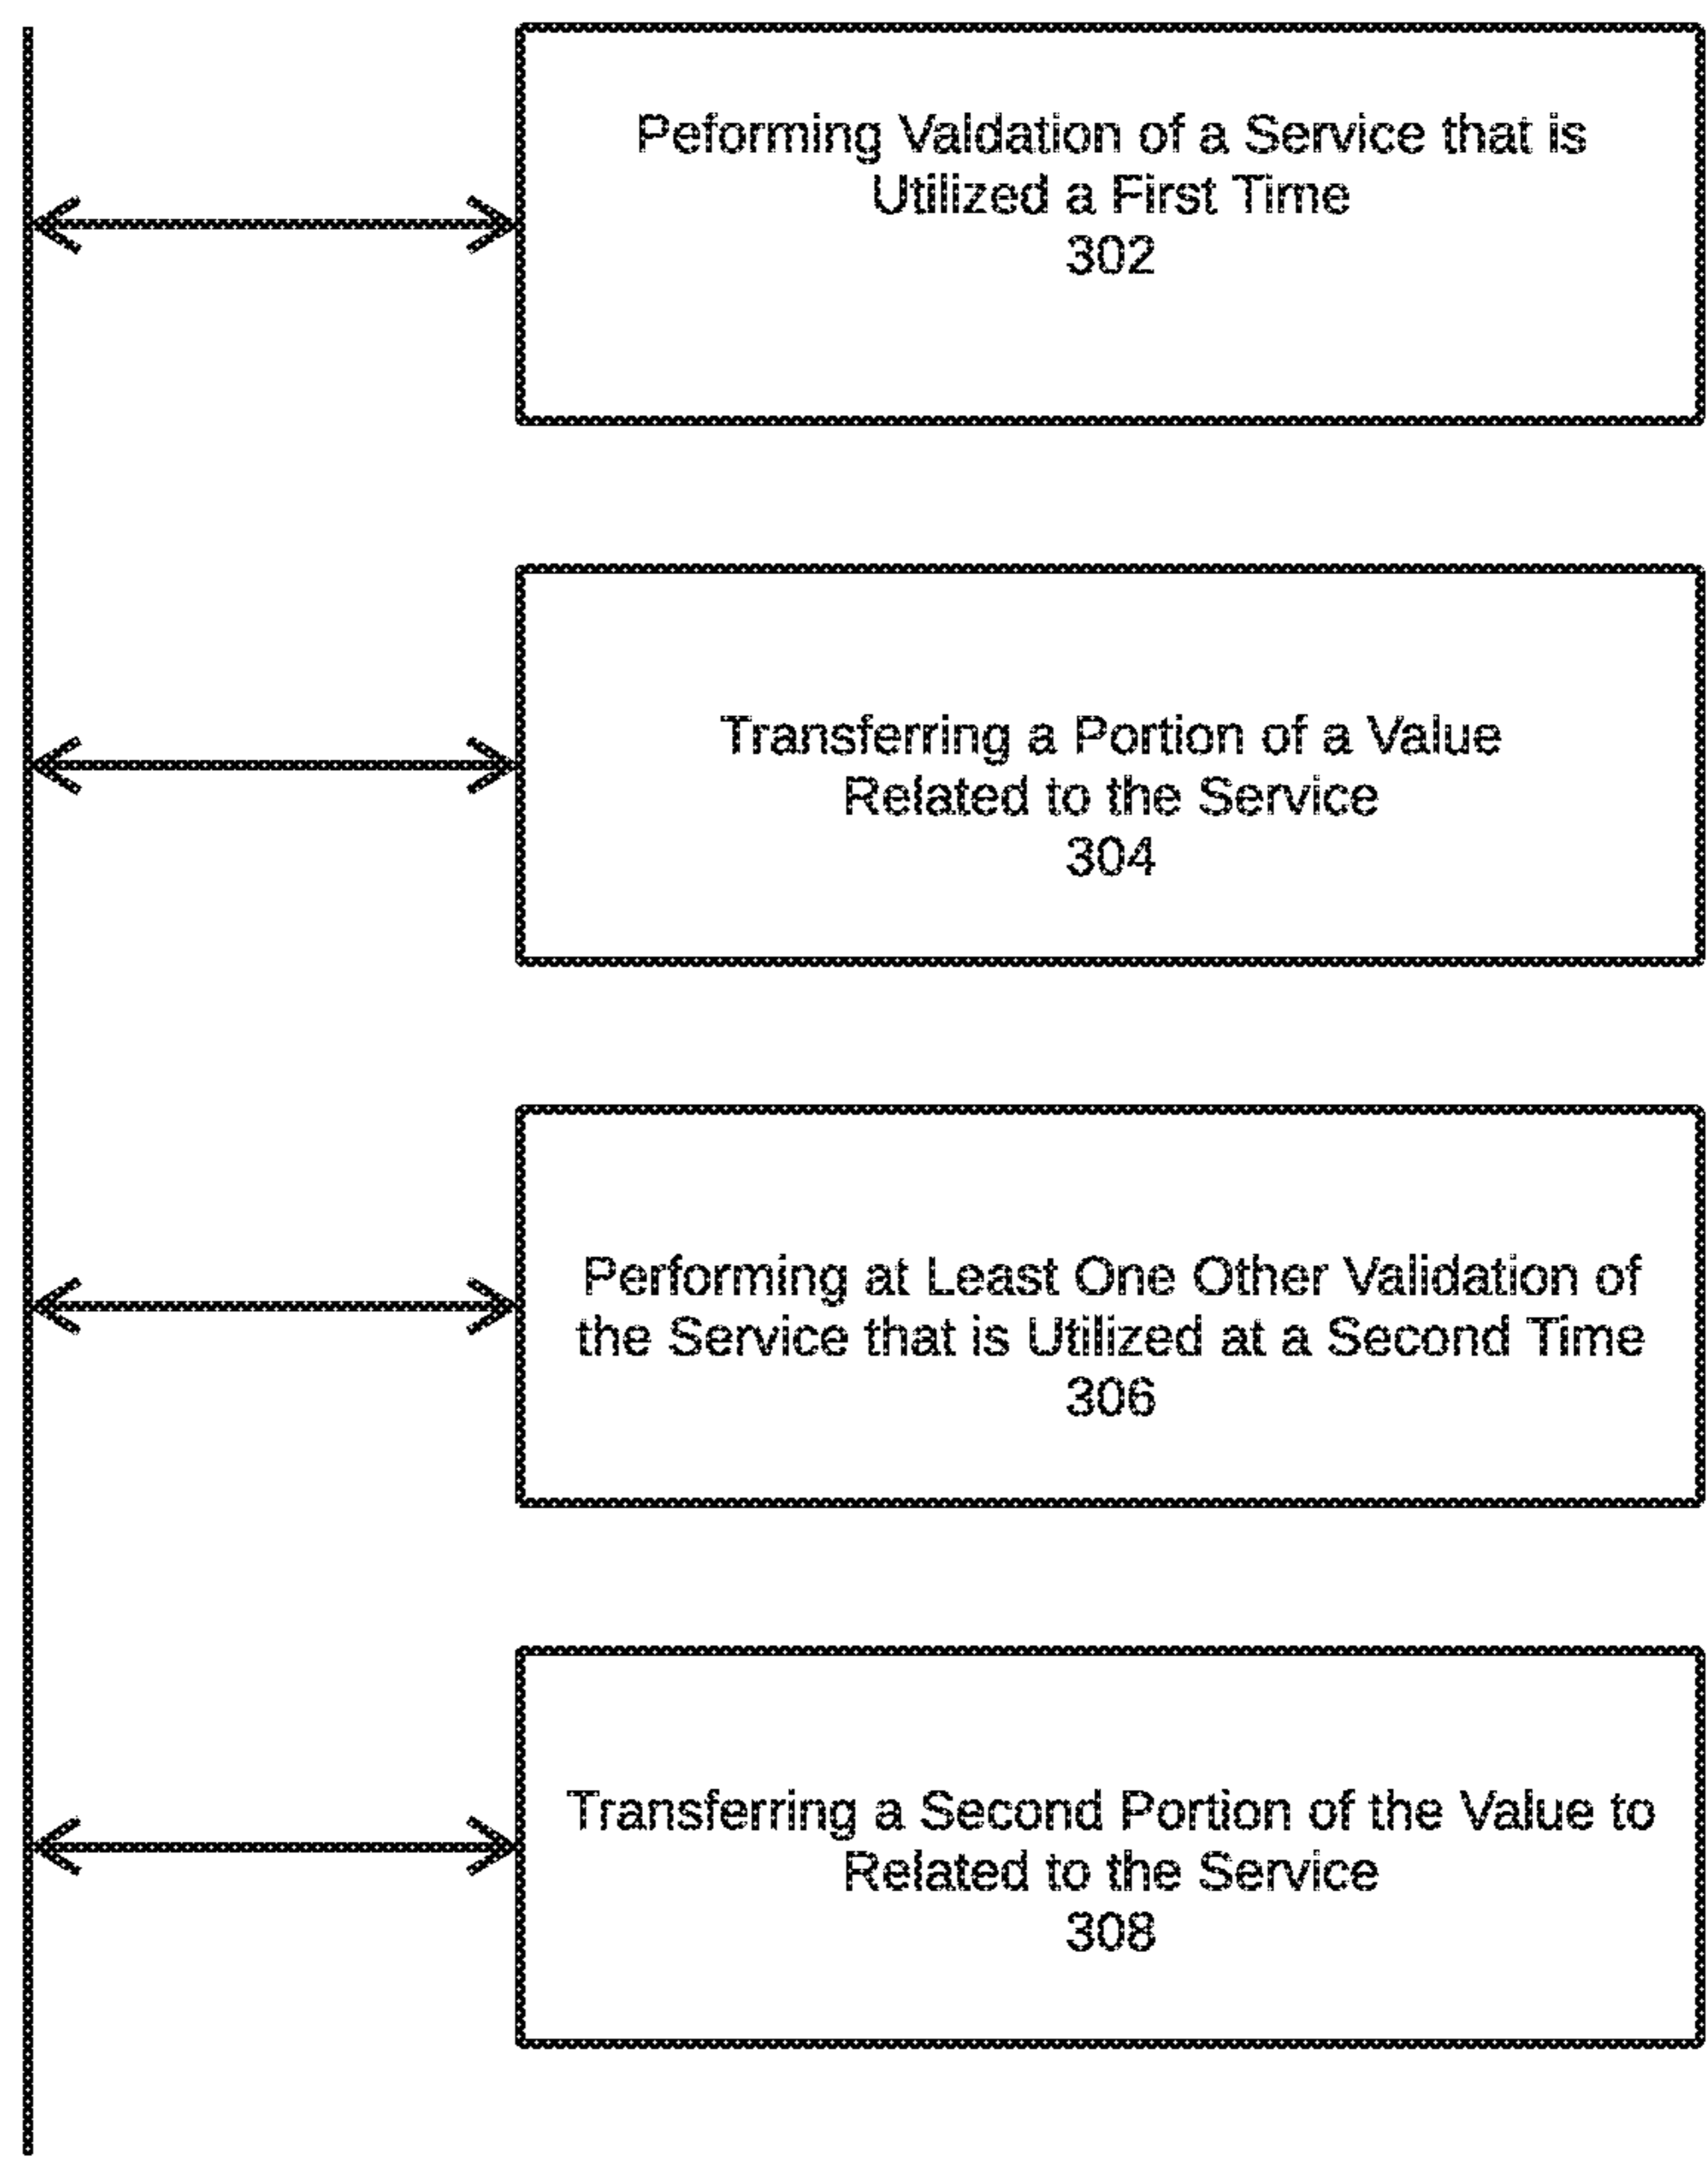 Peforming Valdation of a Service that is
Utilized a First Time
302
Transferring a Portion of a Value
Related to the Service
304
Performing at Least One Other Validation of
the Service that is Utilized at a Second Time
306
Transferring a Second Portion of the Value to
Related to the Service
308